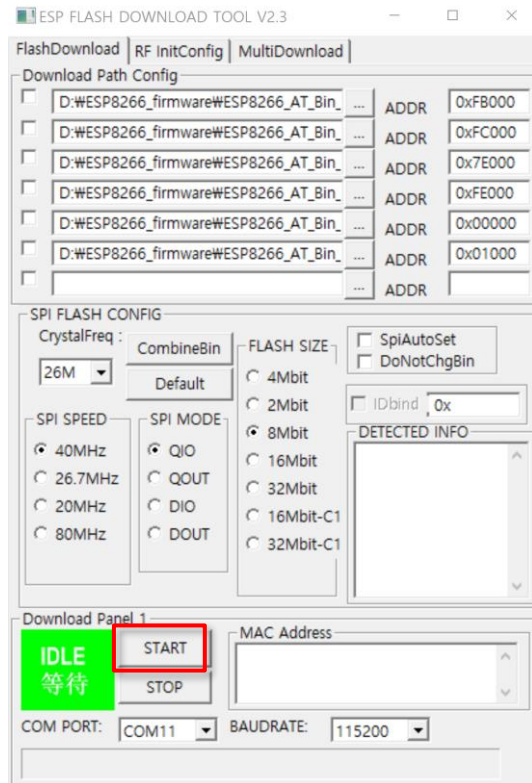 ESP FLASH DOWNLOAD TOOL V2.3
FlashDownload RF InitConfig MultiDownload
Download Path Config
D:₩ESP8266_firmware₩ESP8266_AT_Bin_ ... ADDR 0xFB000
D:₩ESP8266_firmware₩ESP8266_AT_Bin_ ... ADDR 0xFC000
D:₩ESP8266_firmware₩ESP8266_AT_Bin_ ... ADDR 0x7E000
D:₩ESP8266_firmware₩ESP8266_AT_Bin_ ... ADDR 0xFE000
D:₩ESP8266_firmware₩ESP8266_AT_Bin_ ... ADDR 0x00000
D:₩ESP8266_firmware₩ESP8266_AT_Bin_ ... ADDR 0x01000
... ADDR
SPI FLASH CONFIG
CrystalFreq :
26M
CombineBin
Default
SPI SPEED
40MHz
26.7MHz
20MHz
80MHz
SPI MODE
QIO
QOUT
DIO
DOUT
FLASH SIZE
4Mbit
2Mbit
8Mbit
16Mbit
32Mbit
16Mbit-C1
32Mbit-C1
SpiAutoSet
DoNotChgBin
IDbind 0x
DETECTED INFO
Download Panel 1
IDLE
等待
START
STOP
MAC Address
COM PORT: COM11 BAUDRATE: 115200